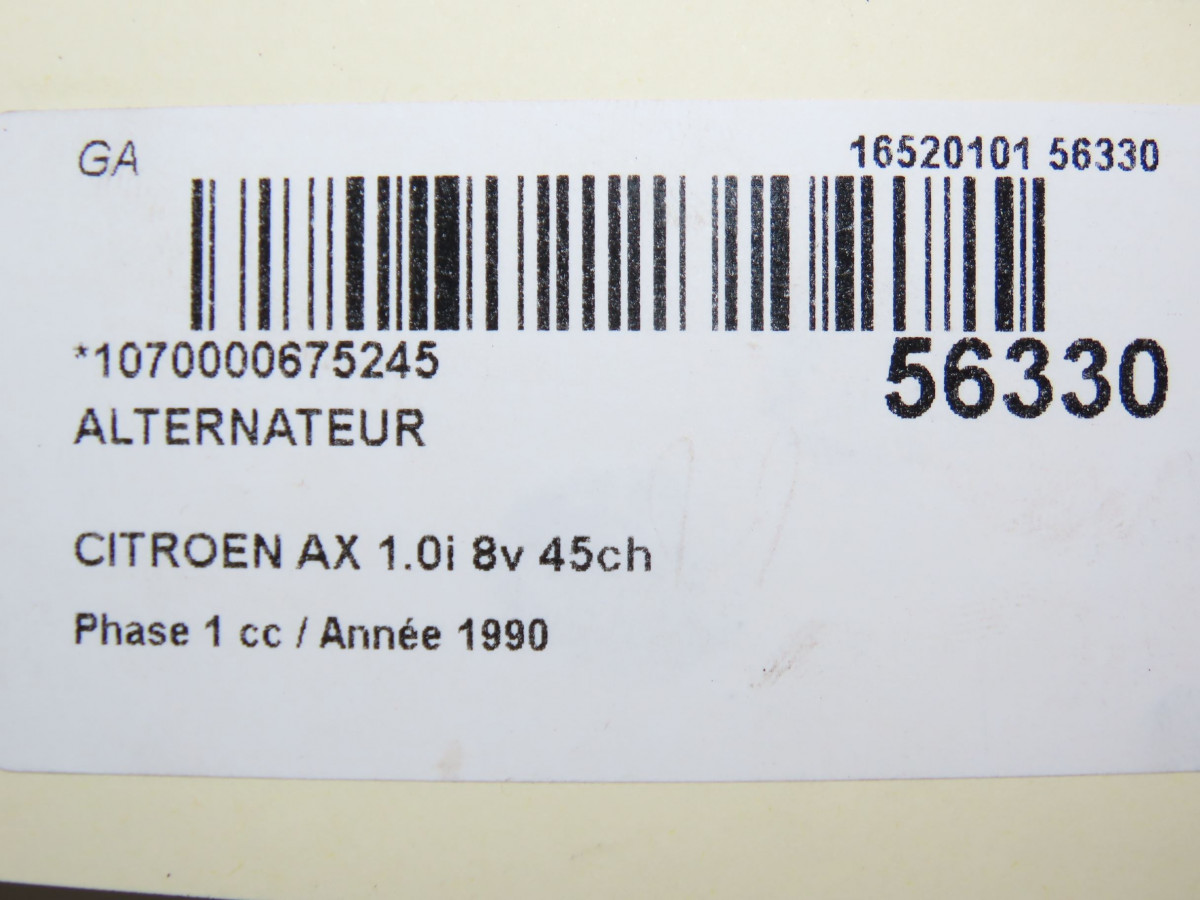 GA
16520101 56330
*1070000675245
56330
ALTERNATEUR
CITROEN AX 1.0i 8v 45ch
Phase 1 cc / Année 1990